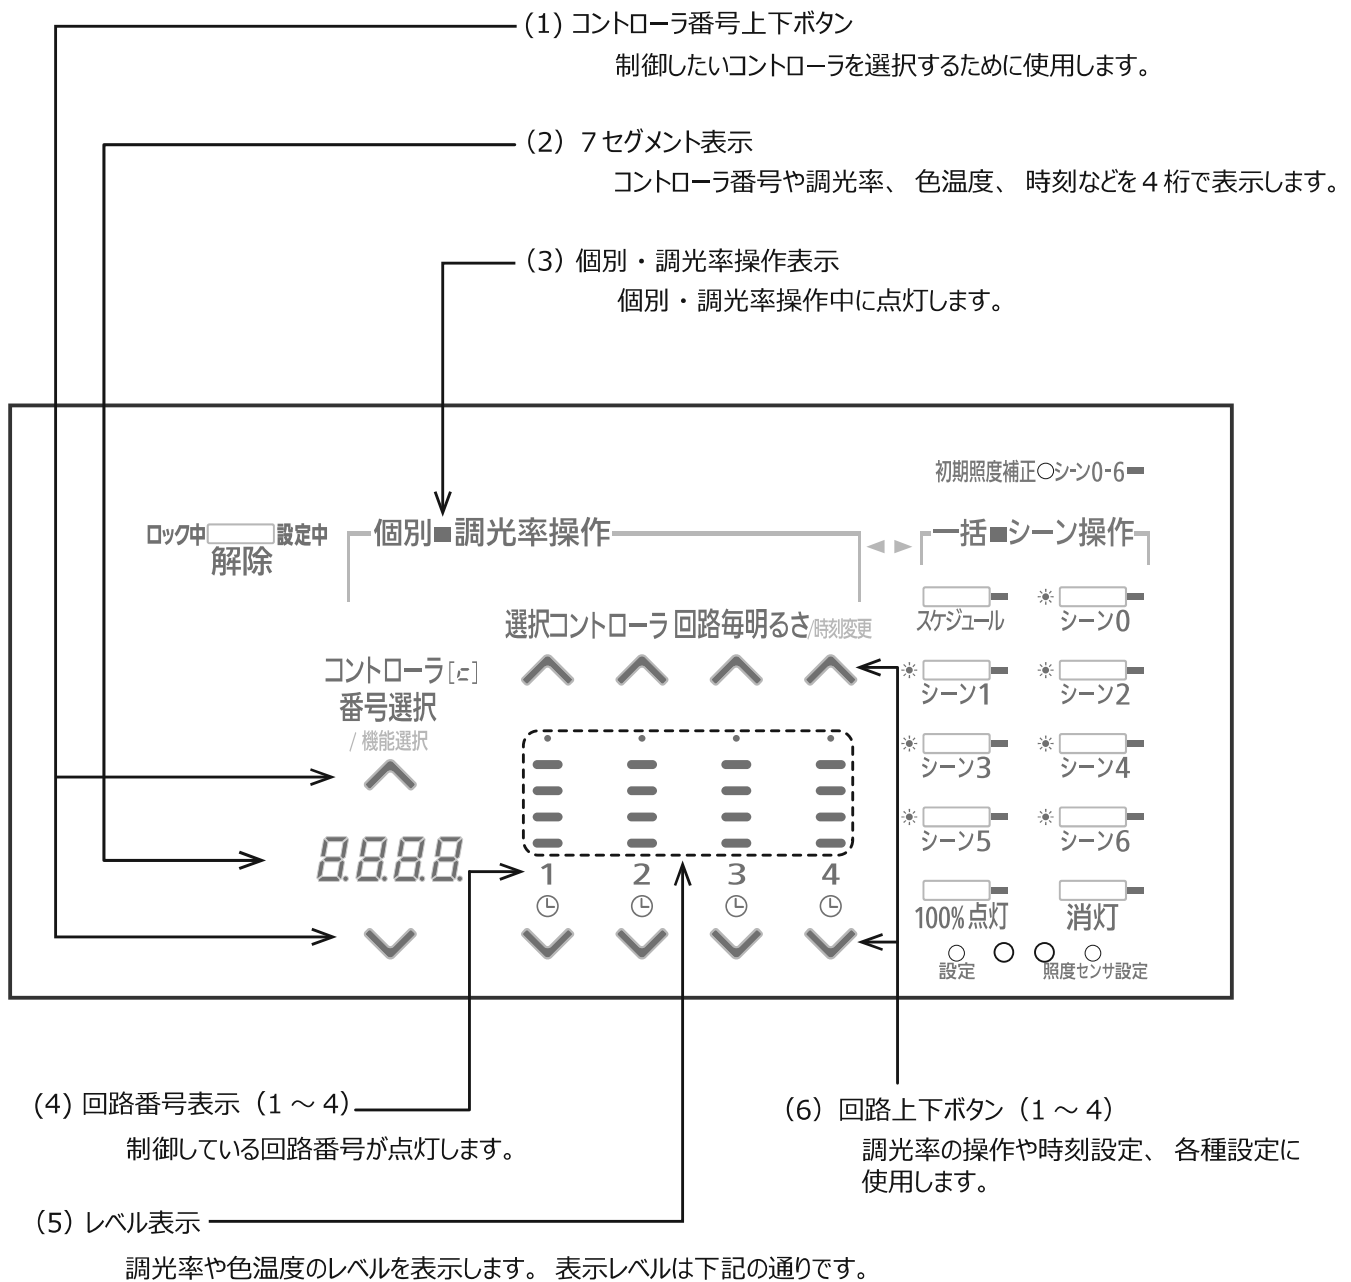 (1) コントローラ番号上下ボタン
制御したいコントローラを選択するために使用します。
(2) 7セグメント表示
コントローラ番号や調光率、色温度、時刻などを4桁で表示します。
(3) 個別・調光率操作表示
個別・調光率操作中に点灯します。
初期照度補正○シーン0-6
ロック中 設定中
解除
個別■調光率操作
◀ ▶
一括■シーン操作
選択コントローラ 回路毎明るさ/時刻変更
コントローラ[c]
番号選択
/ 機能選択
8.8.8.8.
1 2 3 4
スケジュール シーン0
シーン1 シーン2
シーン3 シーン4
シーン5 シーン6
100%点灯 消灯
設定 照度センサ設定
(4) 回路番号表示(1~4)
制御している回路番号が点灯します。
(5) レベル表示
調光率や色温度のレベルを表示します。表示レベルは下記の通りです。
(6) 回路上下ボタン(1~4)
調光率の操作や時刻設定、各種設定に
使用します。